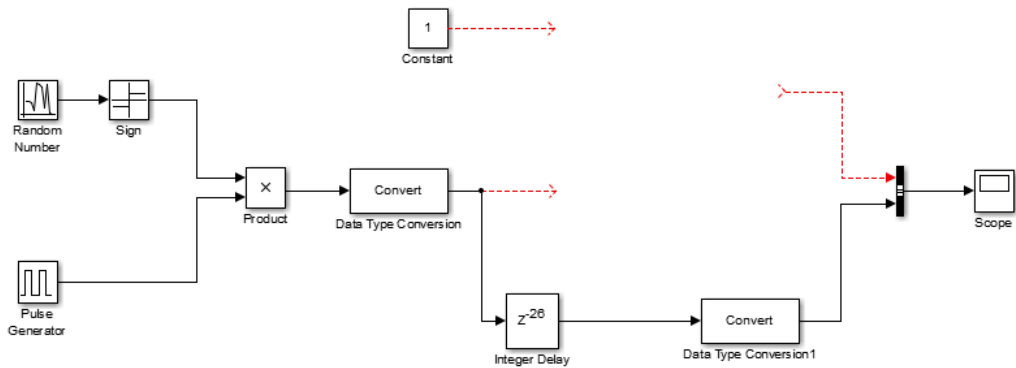 1
Constant
Random
Number
Sign
×
Product
Convert
Data Type Conversion
Pulse
Generator
Z-26
Integer Delay
Convert
Data Type Conversion1
Scope